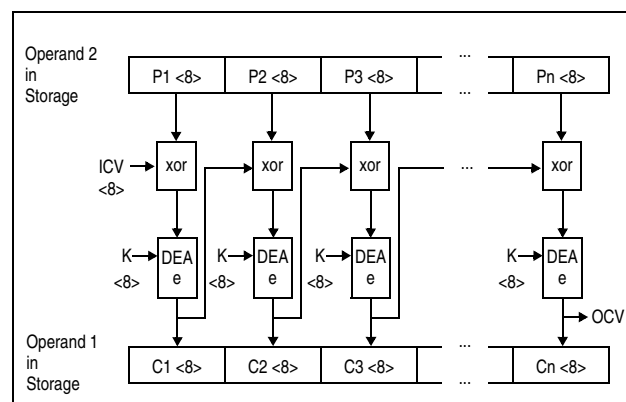 Operand 2
in
Storage
P1 <8> P2 <8> P3 <8> ... ... Pn <8>
ICV
<8>
xor xor xor ... xor
K DEA K DEA K DEA K DEA
<8> e <8> e <8> e <8> e
OCV
Operand 1
in
Storage
C1 <8> C2 <8> C3 <8> ... ... Cn <8>